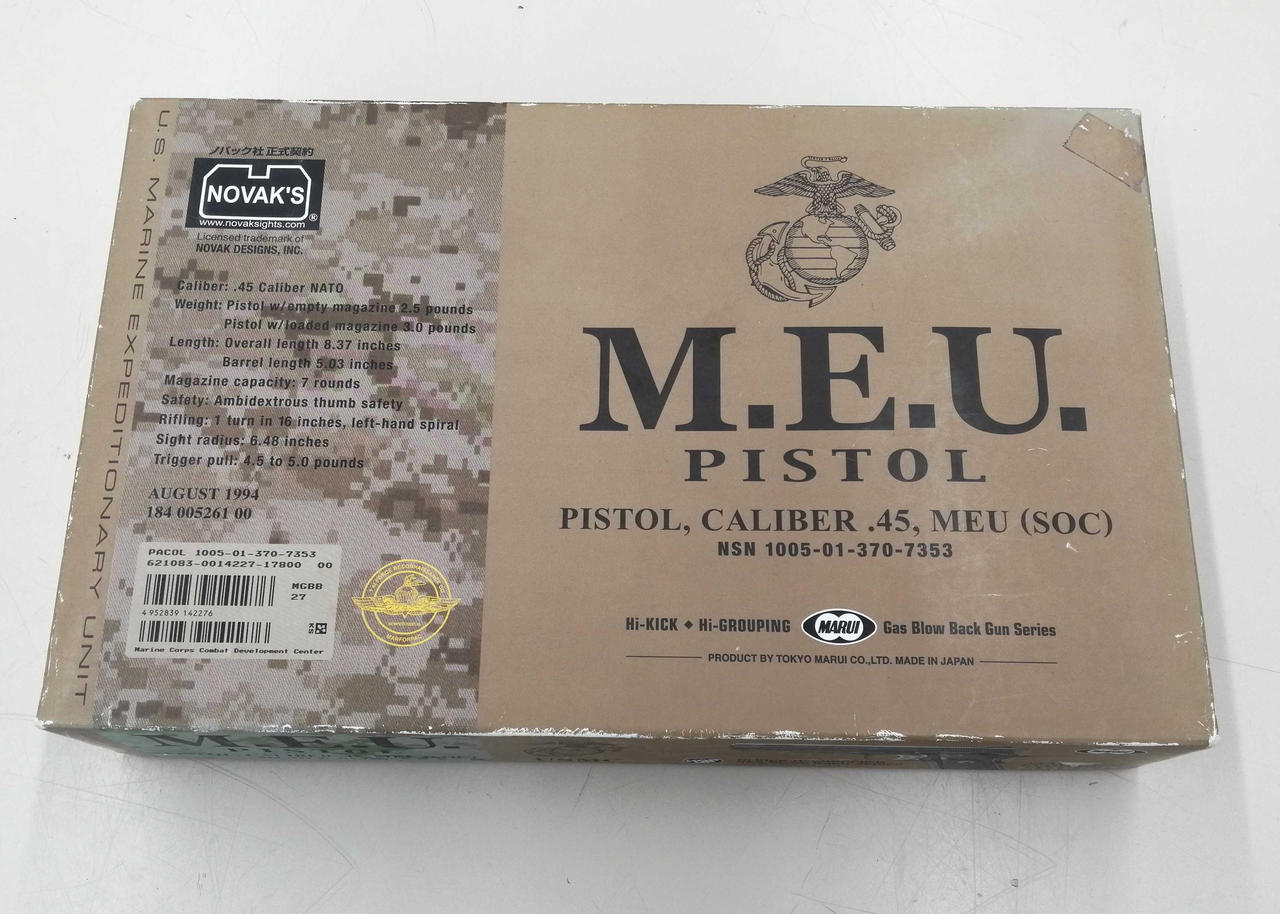 U.S. MARINE EXPEDITIONARY UNIT
ノバック社 正式契約
NOVAK'S
®
www.novaksights.com
Licensed trademark of
NOVAK DESIGNS, INC.
Caliber: .45 Caliber NATO
Weight: Pistol w/empty magazine 2.5 pounds
Pistol w/loaded magazine 3.0 pounds
Length: Overall length 8.37 inches
Barrel length 5.03 inches
Magazine capacity: 7 rounds
Safety: Ambidextrous thumb safety
Rifling: 1 turn in 16 inches, left-hand spiral
Sight radius: 6.48 inches
Trigger pull: 4.5 to 5.0 pounds
AUGUST 1994
184 005261 00
PACOL 1005-01-370-7353
621083-0014227-17800 00
MGBB
27
4 952839 142276
KS
Marine Corps Combat Development Center
M.E.U.
PISTOL
PISTOL, CALIBER .45, MEU (SOC)
NSN 1005-01-370-7353
Hi-KICK ◆ Hi-GROUPING MARUI Gas Blow Back Gun Series
PRODUCT BY TOKYO MARUI CO.,LTD. MADE IN JAPAN
M.E.U.